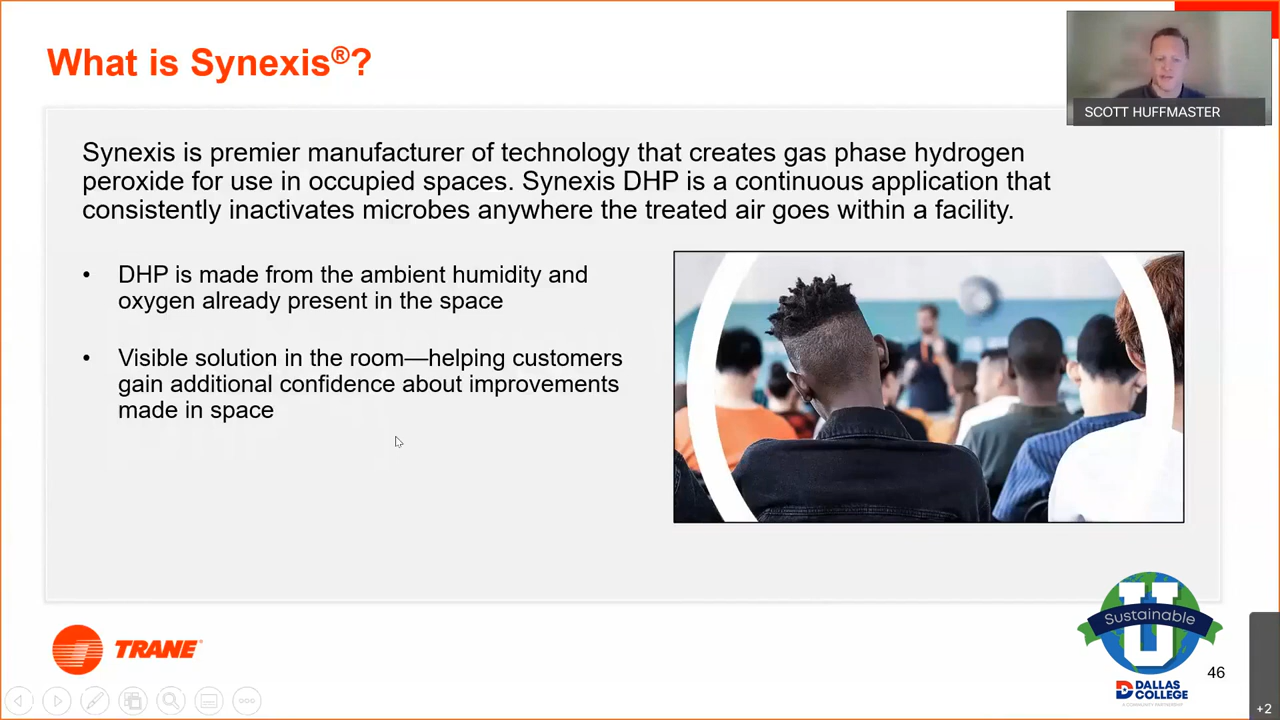 What is Synexis®?
SCOTT HUFFMASTER
Synexis is premier manufacturer of technology that creates gas phase hydrogen
peroxide for use in occupied spaces. Synexis DHP is a continuous application that
consistently inactivates microbes anywhere the treated air goes within a facility.
• DHP is made from the ambient humidity and
oxygen already present in the space
• Visible solution in the room—helping customers
gain additional confidence about improvements
made in space
TRANE
U
Sustainable
DALLAS
COLLEGE
A COMMUNITY PARTNERSHIP
46
+2